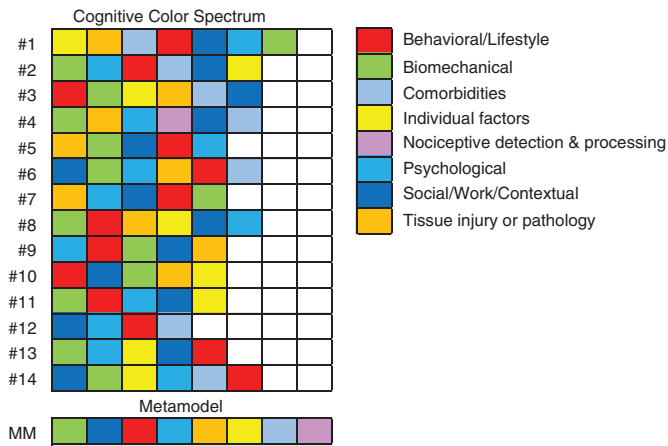 Cognitive Color Spectrum
#1
#2
#3
#4
#5
#6
#7
#8
#9
#10
#11
#12
#13
#14
Metamodel
MM
Behavioral/Lifestyle
Biomechanical
Comorbidities
Individual factors
Nociceptive detection & processing
Psychological
Social/Work/Contextual
Tissue injury or pathology